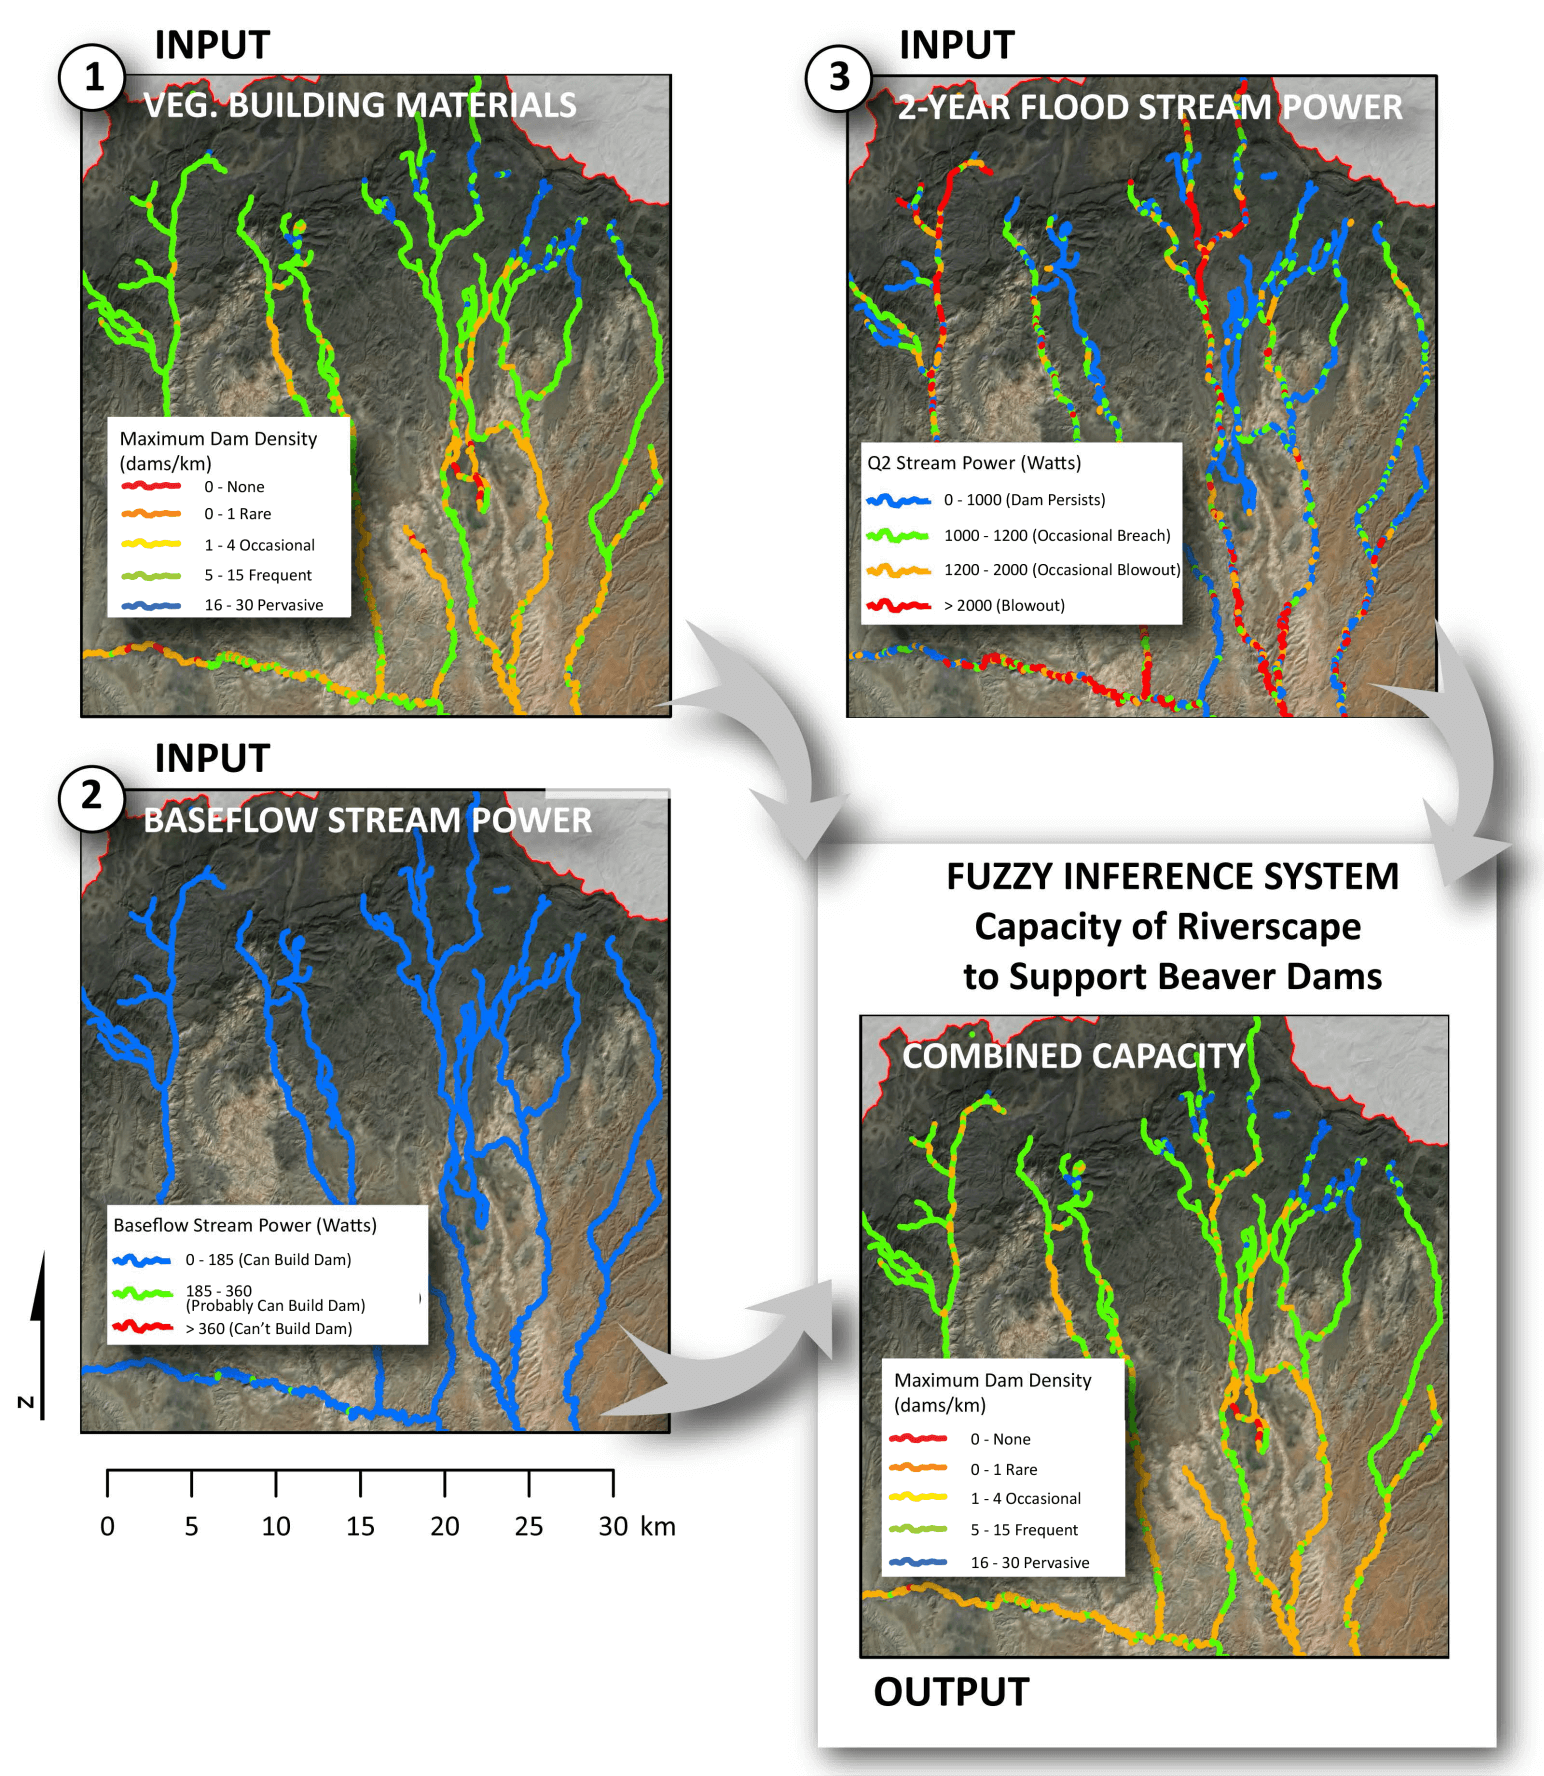 INPUT
1
VEG. BUILDING MATERIALS
Maximum Dam Density
(dams/km)
0 - None
0 - 1 Rare
1 - 4 Occasional
5 - 15 Frequent
16 - 30 Pervasive
INPUT
3
2-YEAR FLOOD STREAM POWER
Q2 Stream Power (Watts)
0 - 1000 (Dam Persists)
1000 - 1200 (Occasional Breach)
1200 - 2000 (Occasional Blowout)
> 2000 (Blowout)
INPUT
2
BASEFLOW STREAM POWER
Baseflow Stream Power (Watts)
0 - 185 (Can Build Dam)
185 - 360
(Probably Can Build Dam)
)
> 360 (Can't Build Dam)
N
0 5 10 15 20 25 30 km
FUZZY INFERENCE SYSTEM
Capacity of Riverscape
to Support Beaver Dams
COMBINED CAPACITY
Maximum Dam Density
(dams/km)
0 - None
0 - 1 Rare
1 - 4 Occasional
5 - 15 Frequent
16 - 30 Pervasive
OUTPUT